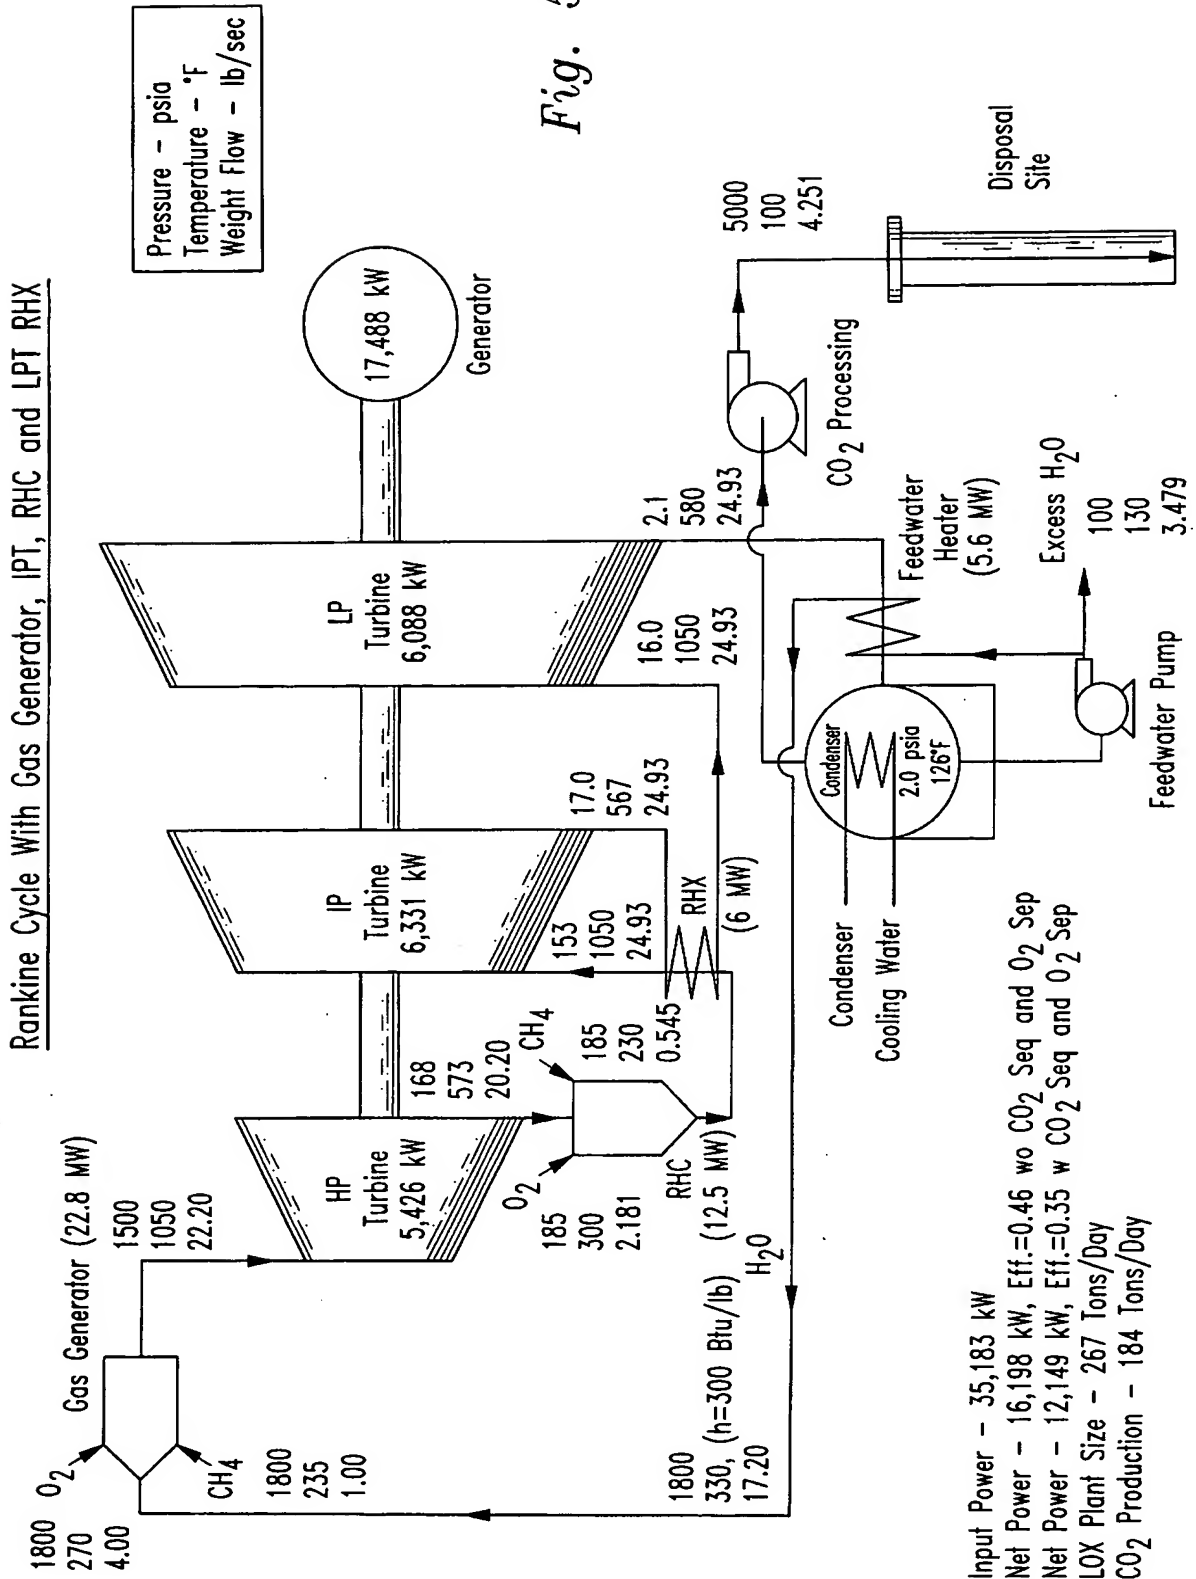 Rankine Cycle With Gas Generator, IPT, RHC and LPT RHX
Pressure – psia
Temperature – °F
Weight Flow – lb/sec
Fig. 5
1800
270
4.00
O2
Gas Generator (22.8 MW)
CH4
1800
235
1.00
1500
1050
22.20
HP
Turbine
5,426 kW
168
573
20.20
O2
185
300
2.181
CH4
185
230
0.545
RHC
(12.5 MW)
IP
Turbine
6,331 kW
153
1050
24.93
17.0
567
24.93
RHX
(6 MW)
LP
Turbine
6,088 kW
16.0
1050
24.93
2.1
580
24.93
17,488 kW
Generator
1800
330, (h=300 Btu/lb)
17.20
H2O
Condenser
2.0 psia
126°F
Condenser
Cooling Water
Feedwater
Heater
(5.6 MW)
CO2 Processing
5000
100
4.251
Disposal
Site
Excess H2O
100
130
3.479
Feedwater Pump
Input Power – 35,183 kW
Net Power – 16,198 kW, Eff.=0.46 wo CO2 Seq and O2 Sep
Net Power – 12,149 kW, Eff.=0.35 w CO2 Seq and O2 Sep
LOX Plant Size – 267 Tons/Day
CO2 Production – 184 Tons/Day